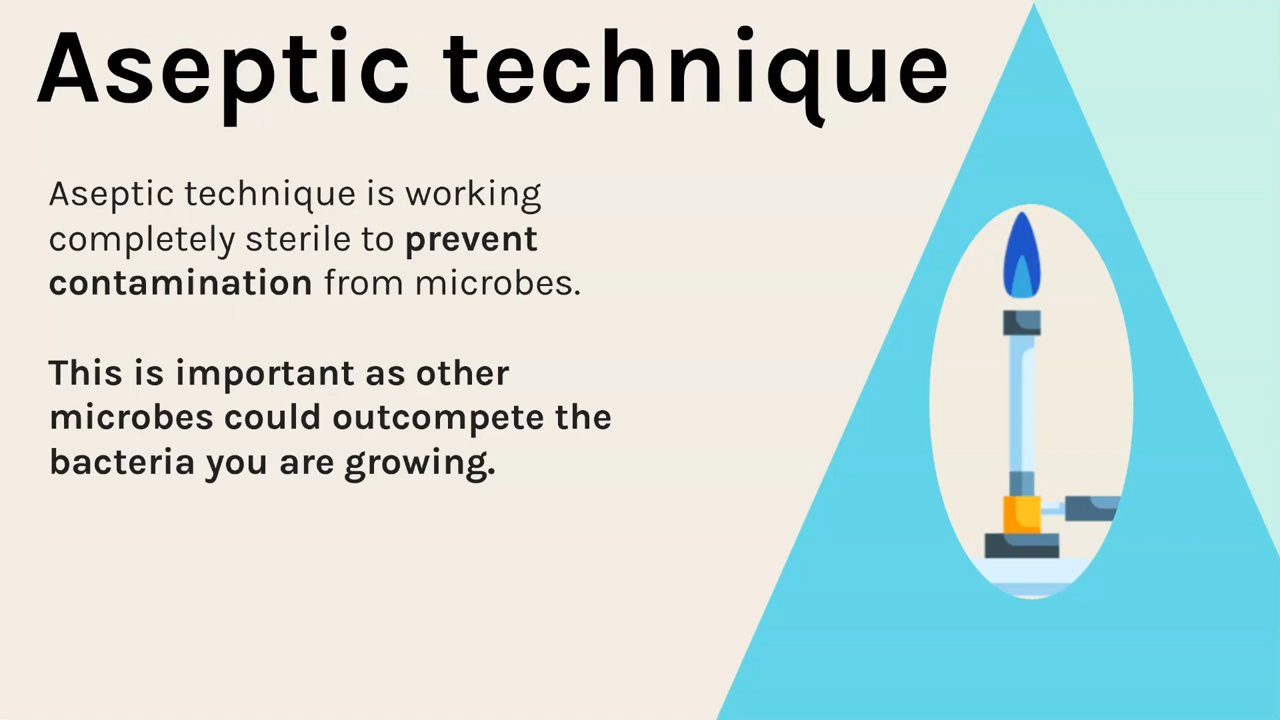 Aseptic technique
Aseptic technique is working
completely sterile to prevent
contamination from microbes.
This is important as other
microbes could outcompete the
bacteria you are growing.